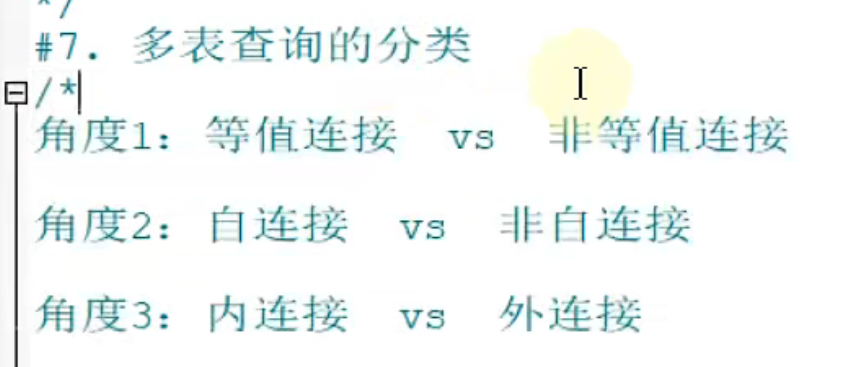 */
#7. 多表查询的分类
/*
角度1：等值连接  vs  非等值连接
角度2：自连接  vs  非自连接
角度3：内连接  vs  外连接